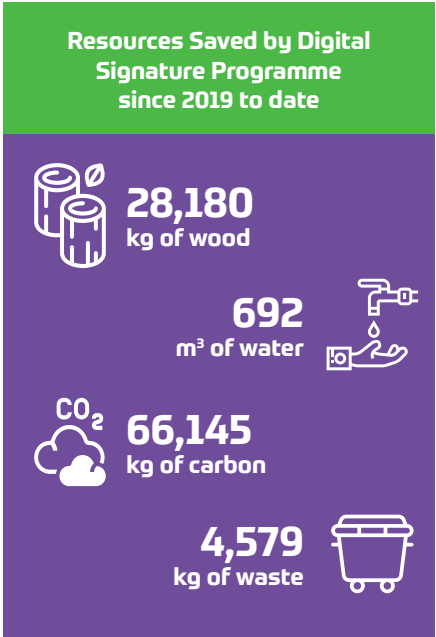 Resources Saved by Digital
Signature Programme
since 2019 to date
28,180
kg of wood
692
m³ of water
CO₂
66,145
kg of carbon
4,579
kg of waste